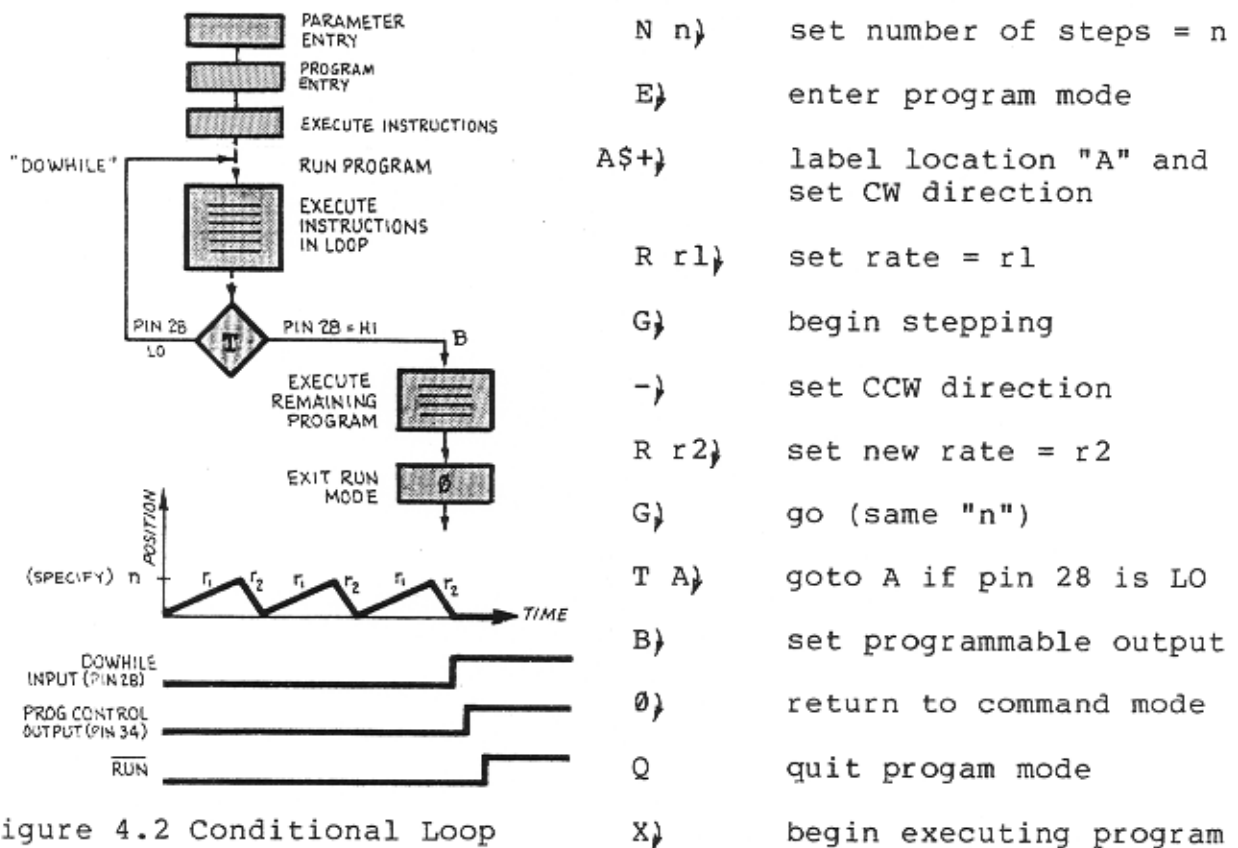 PARAMETER
ENTRY
PROGRAM
ENTRY
EXECUTE INSTRUCTIONS
"DOWHILE"
RUN PROGRAM
EXECUTE
INSTRUCTIONS
IN LOOP
PIN 28
LO
T
PIN 28 = HI
B
EXECUTE
REMAINING
PROGRAM
EXIT RUN
MODE
Ø
POSITION
(SPECIFY) n
r1 r2 r1 r2 r1 r2
TIME
DOWHILE
INPUT (PIN 28)
PROG CONTROL
OUTPUT (PIN 34)
RUN
igure 4.2 Conditional Loop
N n set number of steps = n
E enter program mode
A$+ label location "A" and
set CW direction
R r1 set rate = r1
G begin stepping
- set CCW direction
R r2 set new rate = r2
G go (same "n")
T A goto A if pin 28 is LO
B set programmable output
Ø return to command mode
Q quit progam mode
X begin executing program